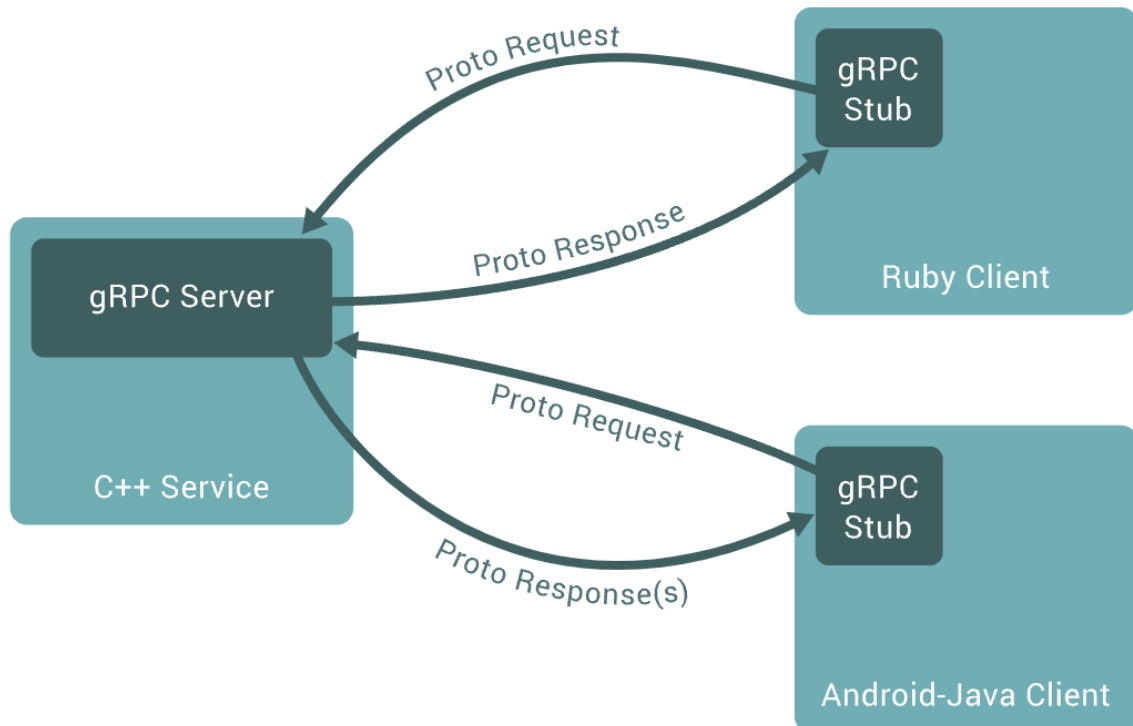 Proto Request
gRPC
Stub
Proto Response
Ruby Client
gRPC Server
C++ Service
Proto Request
gRPC
Stub
Proto Response(s)
Android-Java Client